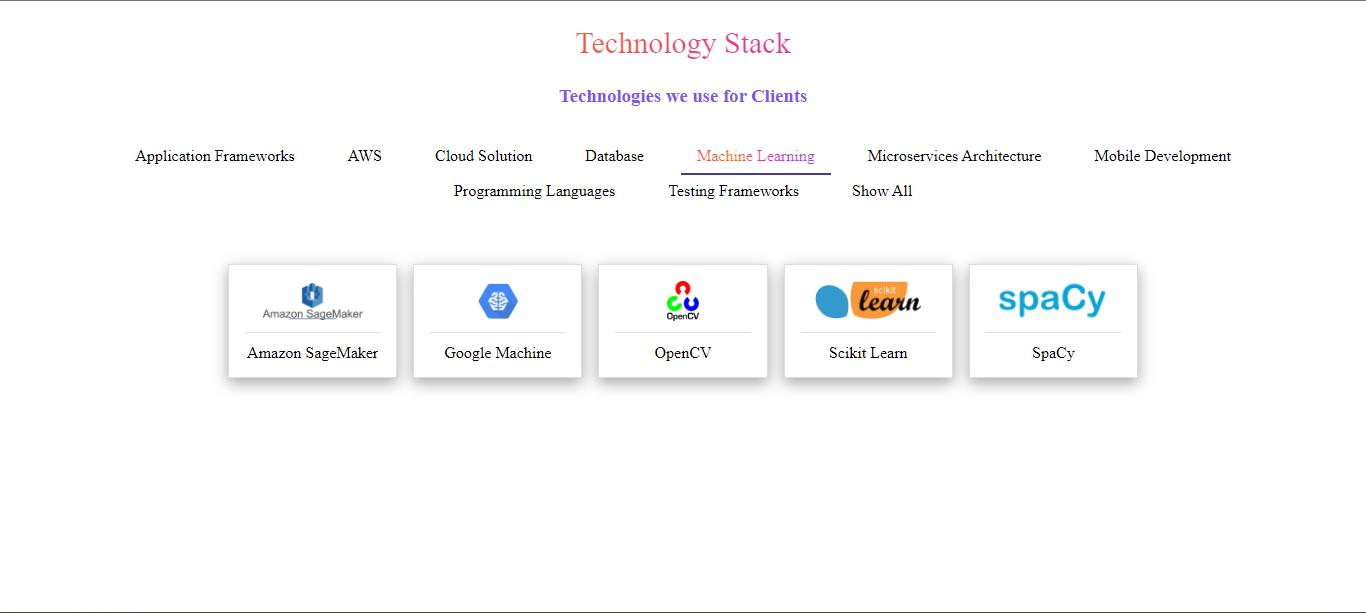 Technology Stack
Technologies we use for Clients
Application Frameworks AWS Cloud Solution Database Machine Learning Microservices Architecture Mobile Development
Programming Languages Testing Frameworks Show All
Amazon SageMaker
OpenCV
scikit
learn
spaCy
Amazon SageMaker Google Machine OpenCV Scikit Learn SpaCy